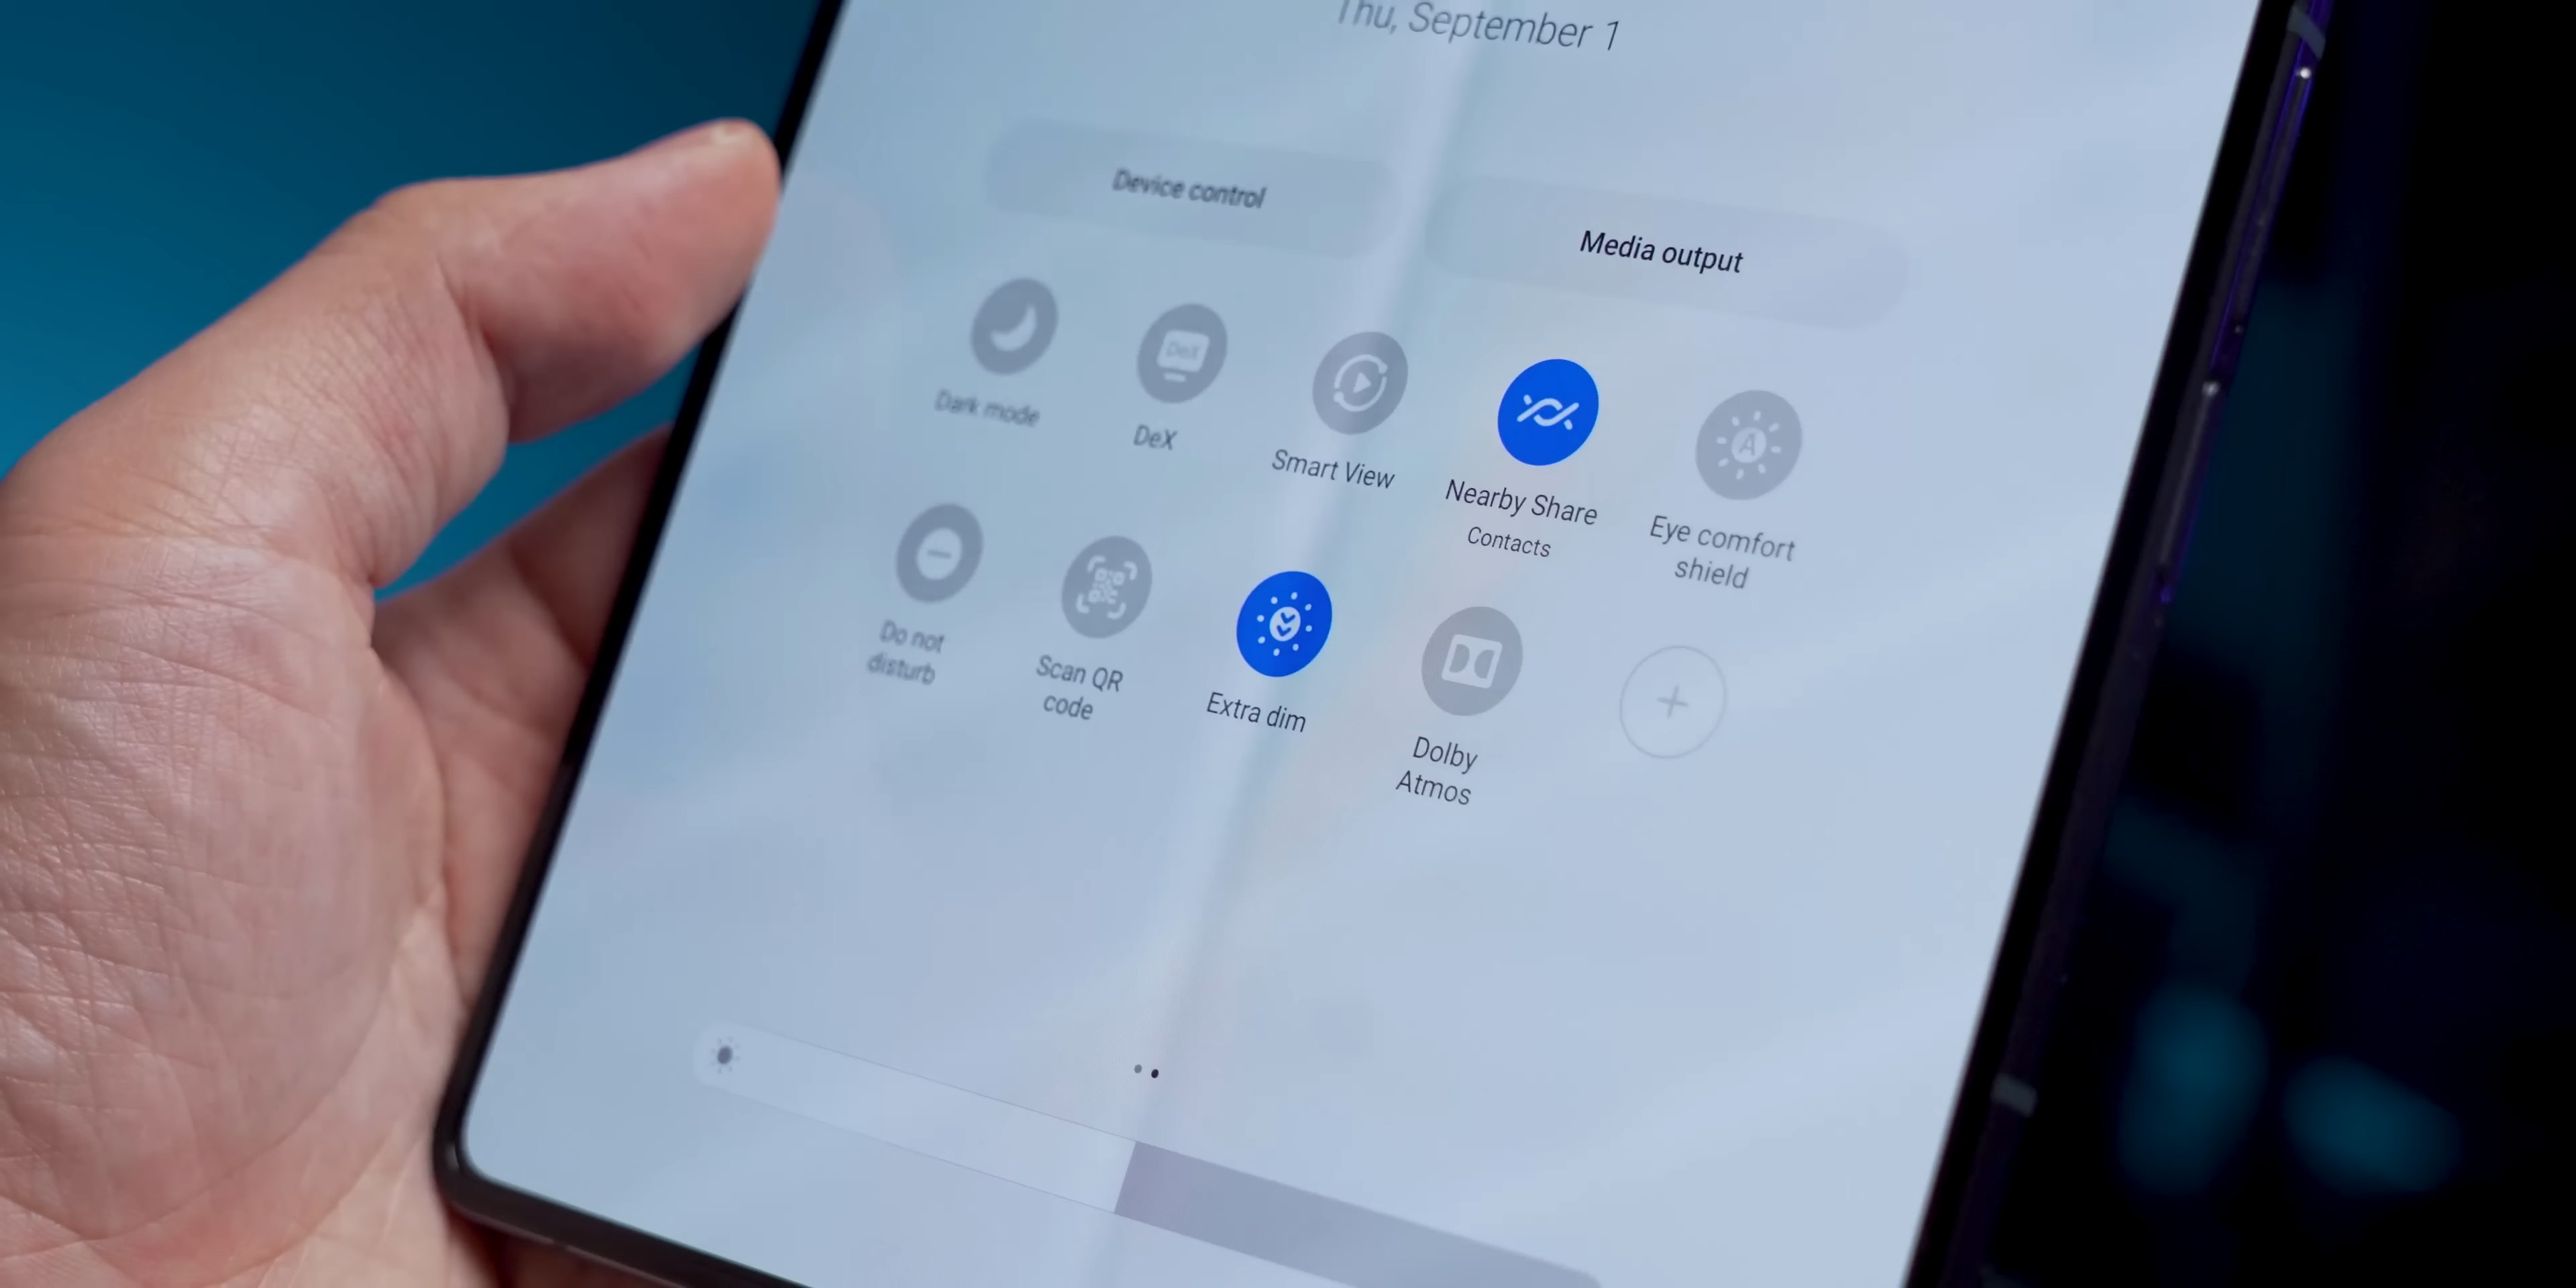 Thu, September 1
Device control
Media output
DeX
A
Dark mode
DeX
Smart View
Nearby Share
Contacts
Eye comfort
shield
Do not
disturb
Scan QR
code
Extra dim
Dolby
Atmos